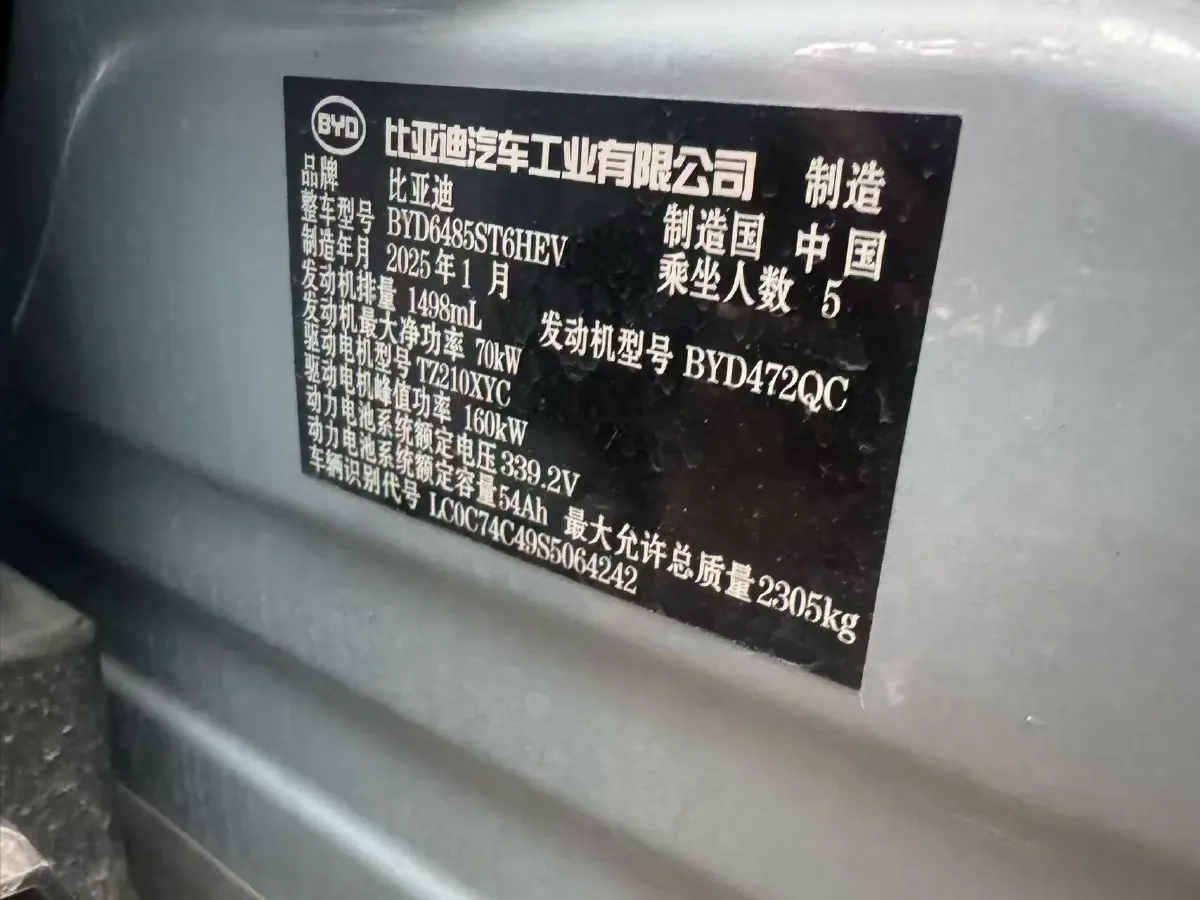 BYD 比亚迪汽车工业有限公司 制造
品牌 比亚迪 制造国 中国
整车型号 BYD6485ST6HEV 乘坐人数 5
制造年月 2025年1月
发动机排量 1498mL 发动机型号 BYD472QC
发动机最大净功率 70kW
驱动电机型号 TZ210XYC
驱动电机峰值功率 160kW
动力电池系统额定电压 339.2V
动力电池系统额定容量 54Ah 最大允许总质量 2305kg
车辆识别代号 LC0C74C49S5064242